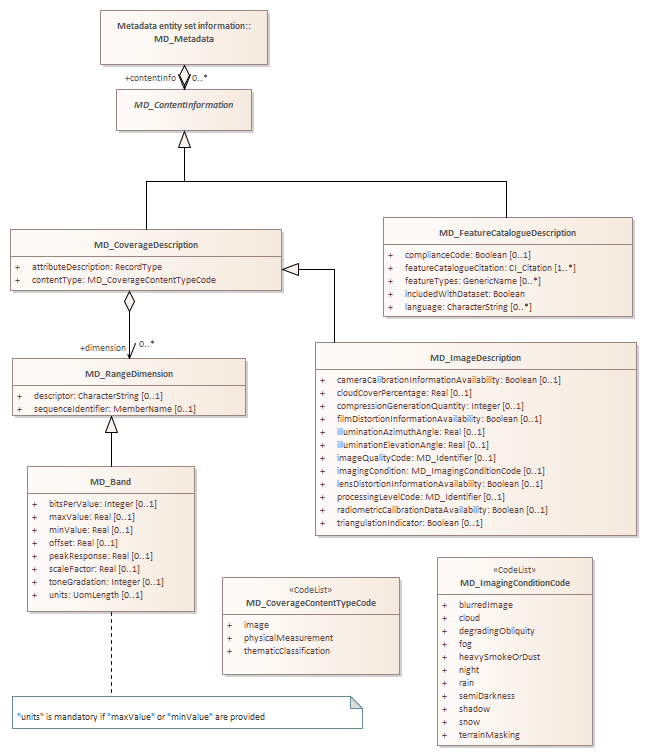 Metadata entity set information::
MD_Metadata
+contentInfo 0..*
MD_ContentInformation
MD_CoverageDescription
+ attributeDescription: RecordType
+ contentType: MD_CoverageContentTypeCode
MD_FeatureCatalogueDescription
+ complianceCode: Boolean [0..1]
+ featureCatalogueCitation: CI_Citation [1..*]
+ featureTypes: GenericName [0..*]
+ includedWithDataset: Boolean
+ language: CharacterString [0..*]
+dimension 0..*
MD_RangeDimension
+ descriptor: CharacterString [0..1]
+ sequenceIdentifier: MemberName [0..1]
MD_ImageDescription
+ cameraCalibrationInformationAvailability: Boolean [0..1]
+ cloudCoverPercentage: Real [0..1]
+ compressionGenerationQuantity: Integer [0..1]
+ filmDistortionInformationAvailability: Boolean [0..1]
+ illuminationAzimuthAngle: Real [0..1]
+ illuminationElevationAngle: Real [0..1]
+ imageQualityCode: MD_Identifier [0..1]
+ imagingCondition: MD_ImagingConditionCode [0..1]
+ lensDistortionInformationAvailability: Boolean [0..1]
+ processingLevelCode: MD_Identifier [0..1]
+ radiometricCalibrationDataAvailability: Boolean [0..1]
+ triangulationIndicator: Boolean [0..1]
MD_Band
+ bitsPerValue: Integer [0..1]
+ maxValue: Real [0..1]
+ minValue: Real [0..1]
+ offset: Real [0..1]
+ peakResponse: Real [0..1]
+ scaleFactor: Real [0..1]
+ toneGradation: Integer [0..1]
+ units: UomLength [0..1]
«CodeList»
MD_CoverageContentTypeCode
+ image
+ physicalMeasurement
+ thematicClassification
«CodeList»
MD_ImagingConditionCode
+ blurredImage
+ cloud
+ degradingObliquity
+ fog
+ heavySmokeOrDust
+ night
+ rain
+ semiDarkness
+ shadow
+ snow
+ terrainMasking
"units" is mandatory if "maxValue" or "minValue" are provided